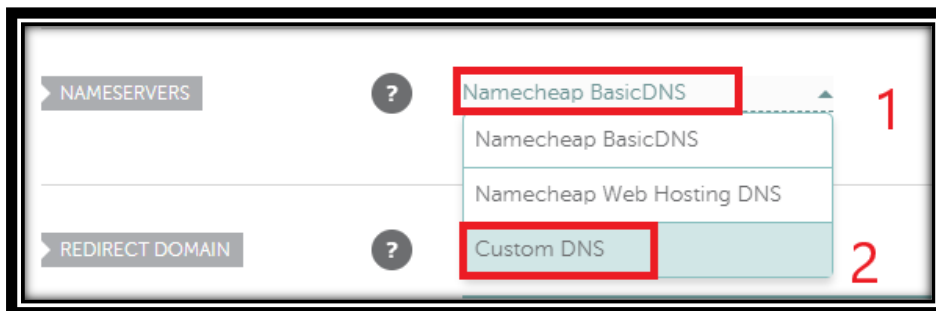 NAMESERVERS ? Namecheap BasicDNS 1
Namecheap BasicDNS
Namecheap Web Hosting DNS
REDIRECT DOMAIN ? Custom DNS 2